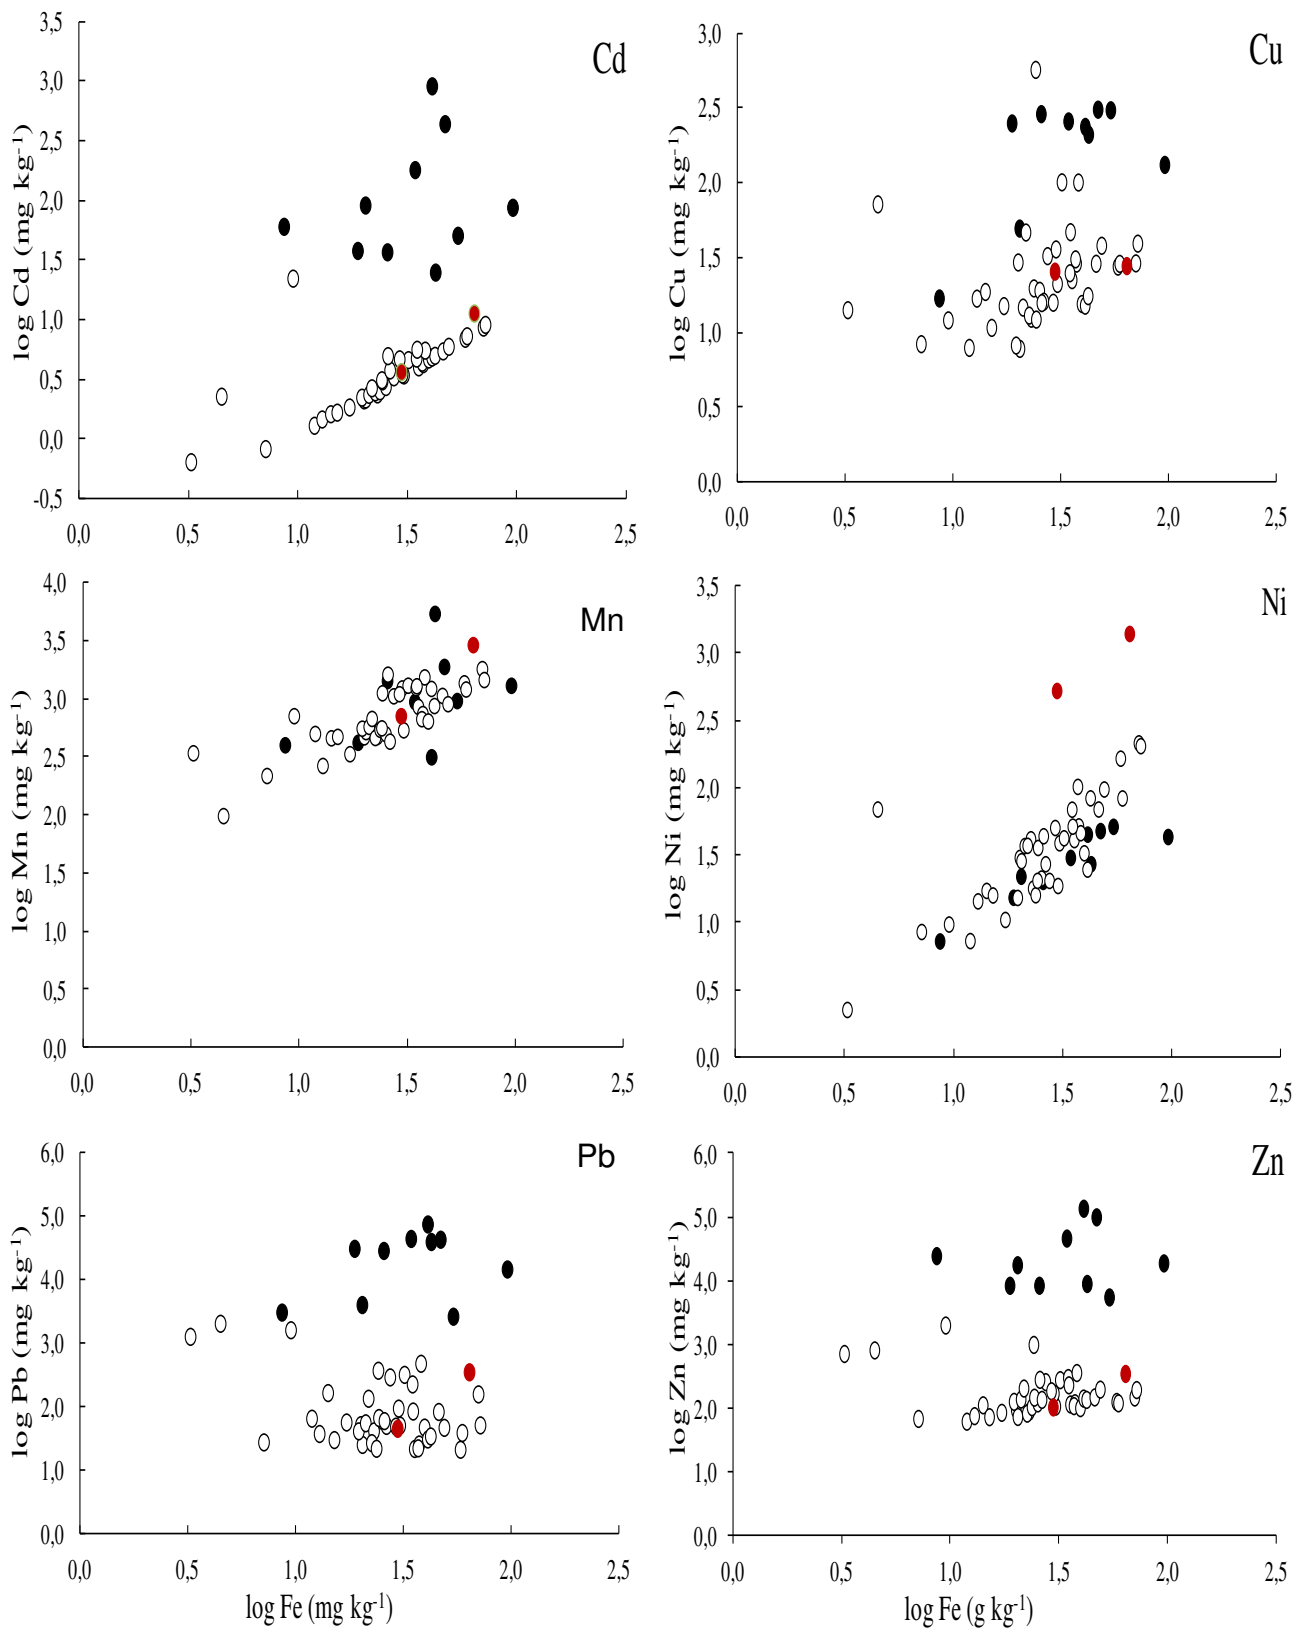 Cd
log Cd (mg kg⁻¹)
3,5
3,0
2,5
2,0
1,5
1,0
0,5
0,0
-0,5
0,0 0,5 1,0 1,5 2,0 2,5
Cu
log Cu (mg kg⁻¹)
3,0
2,5
2,0
1,5
1,0
0,5
0,0
0,0 0,5 1,0 1,5 2,0 2,5
Mn
log Mn (mg kg⁻¹)
4,0
3,5
3,0
2,5
2,0
1,5
1,0
0,5
0,0
0,0 0,5 1,0 1,5 2,0 2,5
Ni
log Ni (mg kg⁻¹)
3,5
3,0
2,5
2,0
1,5
1,0
0,5
0,0
0,0 0,5 1,0 1,5 2,0 2,5
Pb
log Pb (mg kg⁻¹)
6,0
5,0
4,0
3,0
2,0
1,0
0,0
0,0 0,5 1,0 1,5 2,0 2,5
log Fe (mg kg⁻¹)
Zn
log Zn (mg kg⁻¹)
6,0
5,0
4,0
3,0
2,0
1,0
0,0
0,0 0,5 1,0 1,5 2,0 2,5
log Fe (g kg⁻¹)